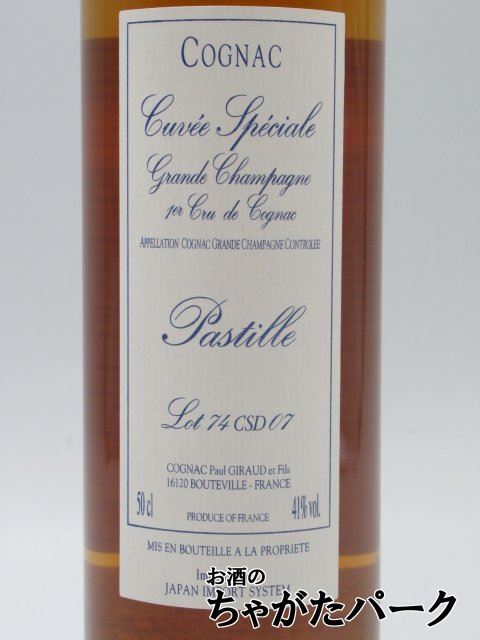 COGNAC
Cuvée Spéciale
Grande Champagne
1er Cru de Cognac
APPELLATION COGNAC GRANDE CHAMPAGNE CONTROLEE
Pastille
Lot 74 CSD 07
COGNAC Paul GIRAUD et Fils
16120 BOUTEVILLE - FRANCE
50 cl 41% vol.
PRODUCE OF FRANCE
MIS EN BOUTEILLE A LA PROPRIETE
JAPAN IMPORT SYSTEM
お酒の
ちゃがたパーク